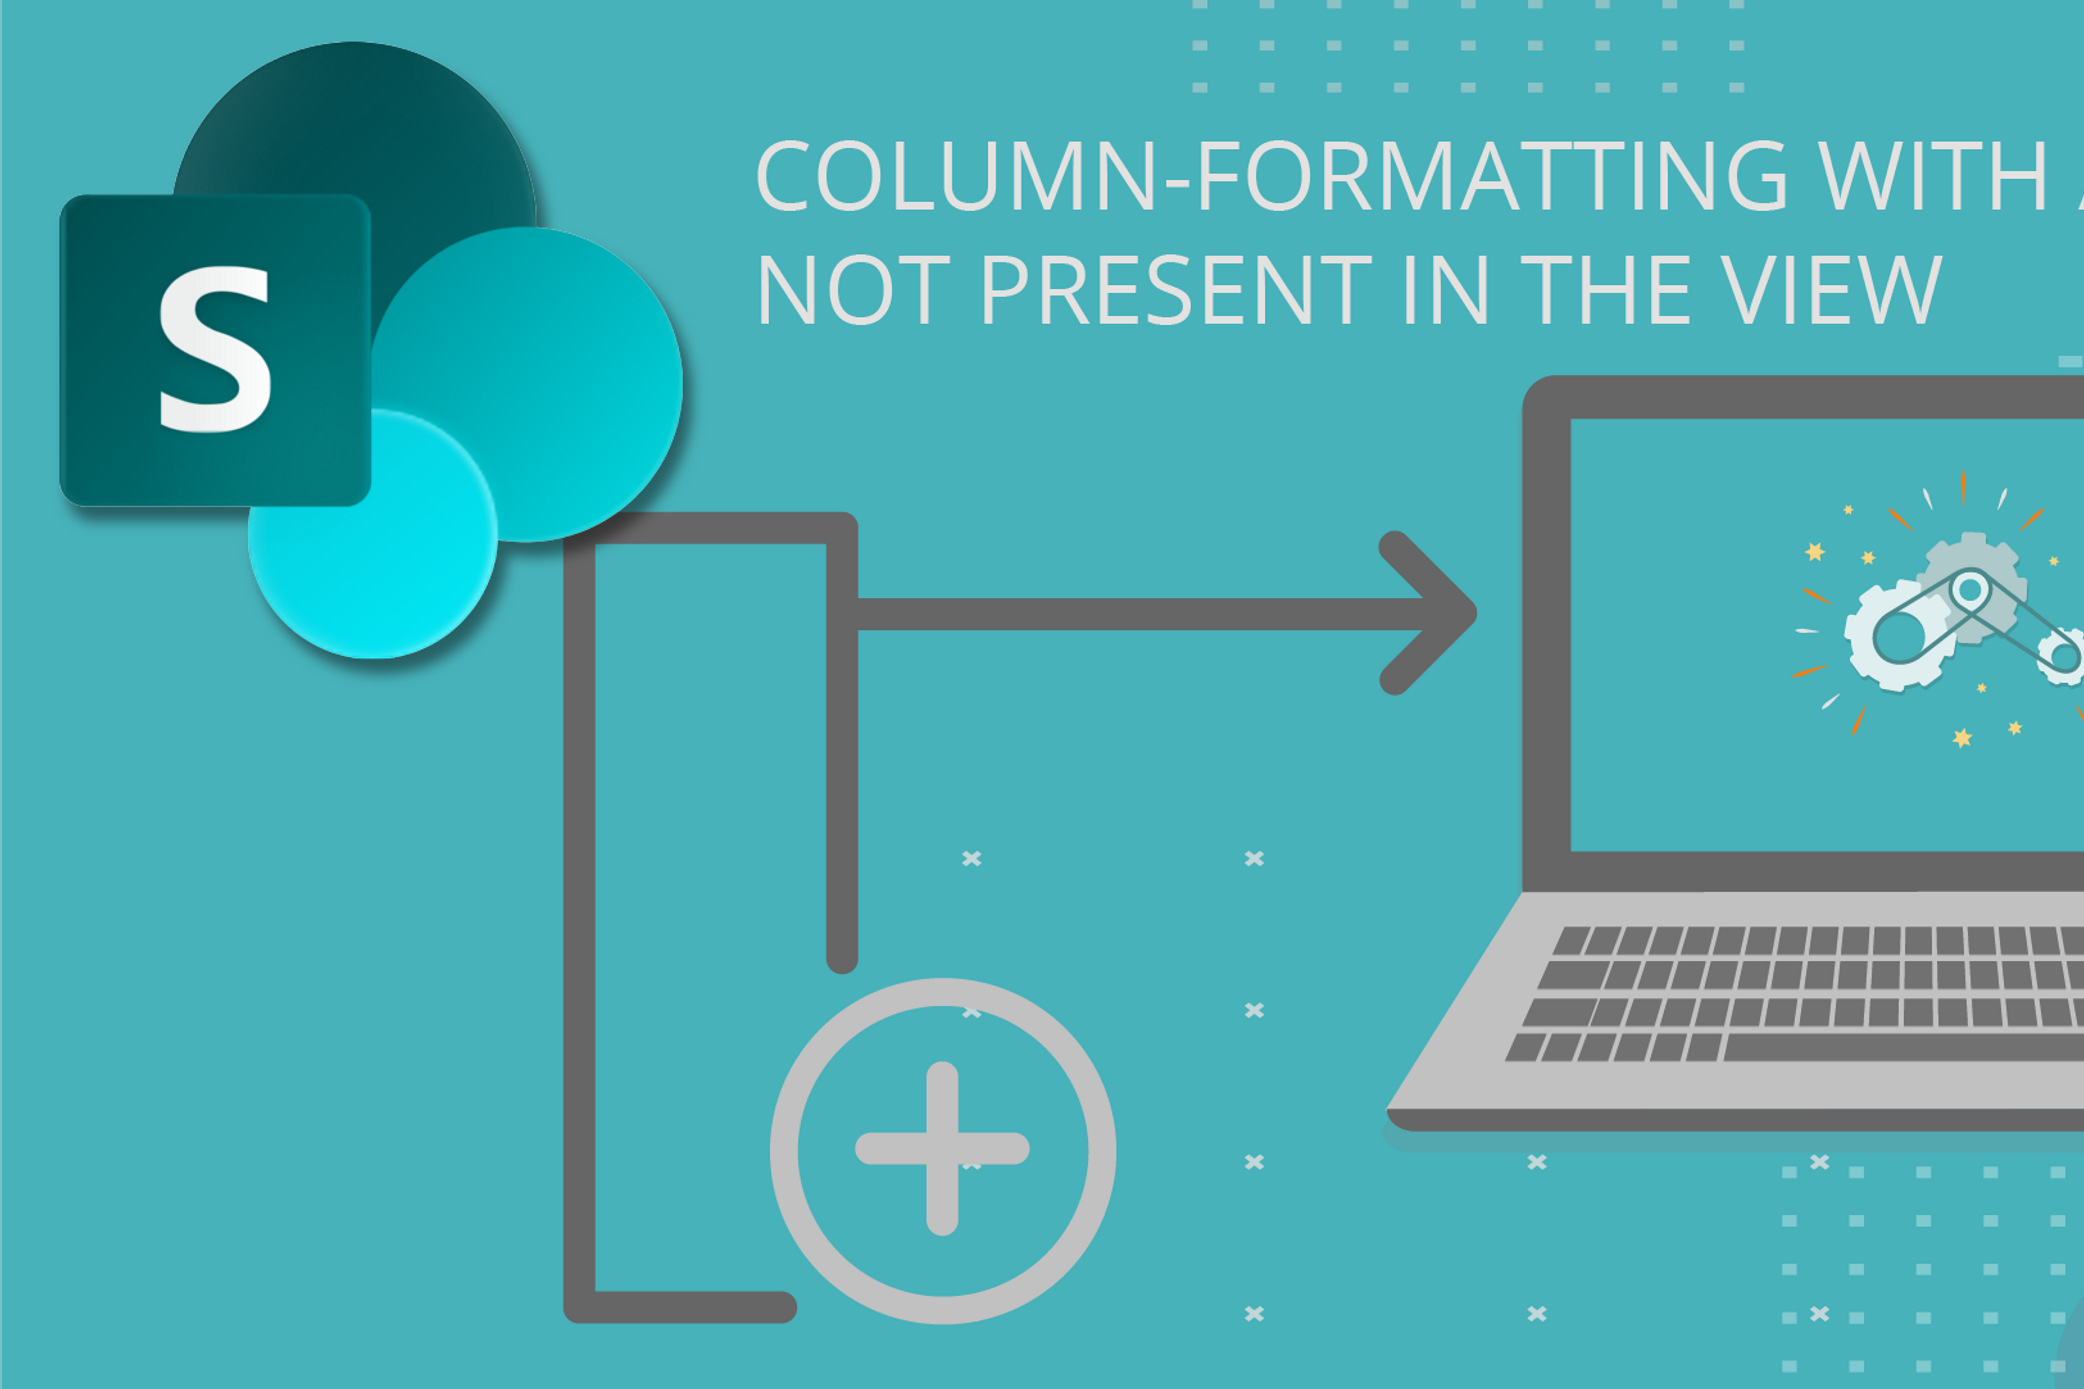 S
COLUMN-FORMATTING WITH
NOT PRESENT IN THE VIEW